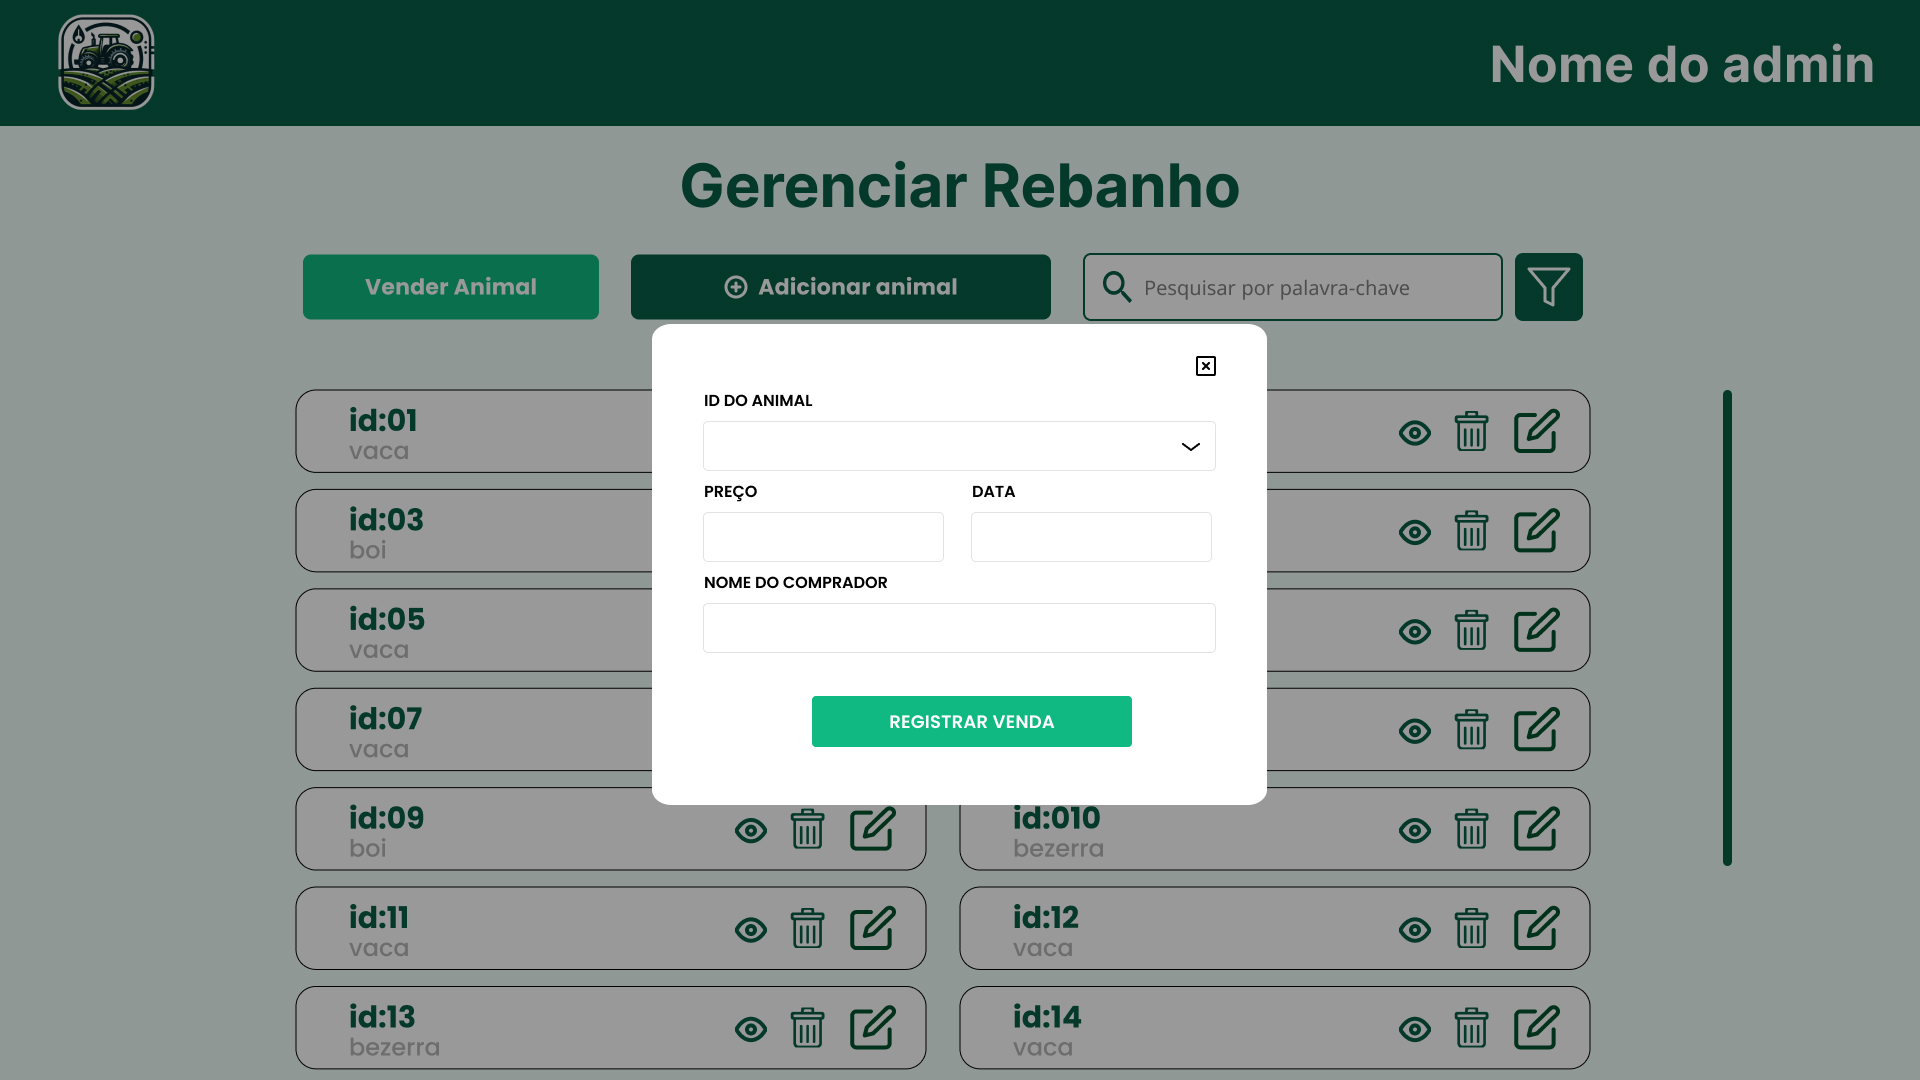 Nome do admin
Gerenciar Rebanho
Vender Animal
Adicionar animal
Pesquisar por palavra-chave
ID DO ANIMAL
PREÇO
DATA
NOME DO COMPRADOR
REGISTRAR VENDA
id:01
vaca
id:03
boi
id:05
vaca
id:07
vaca
id:09
boi
id:010
bezerra
id:11
vaca
id:12
vaca
id:13
bezerra
id:14
vaca